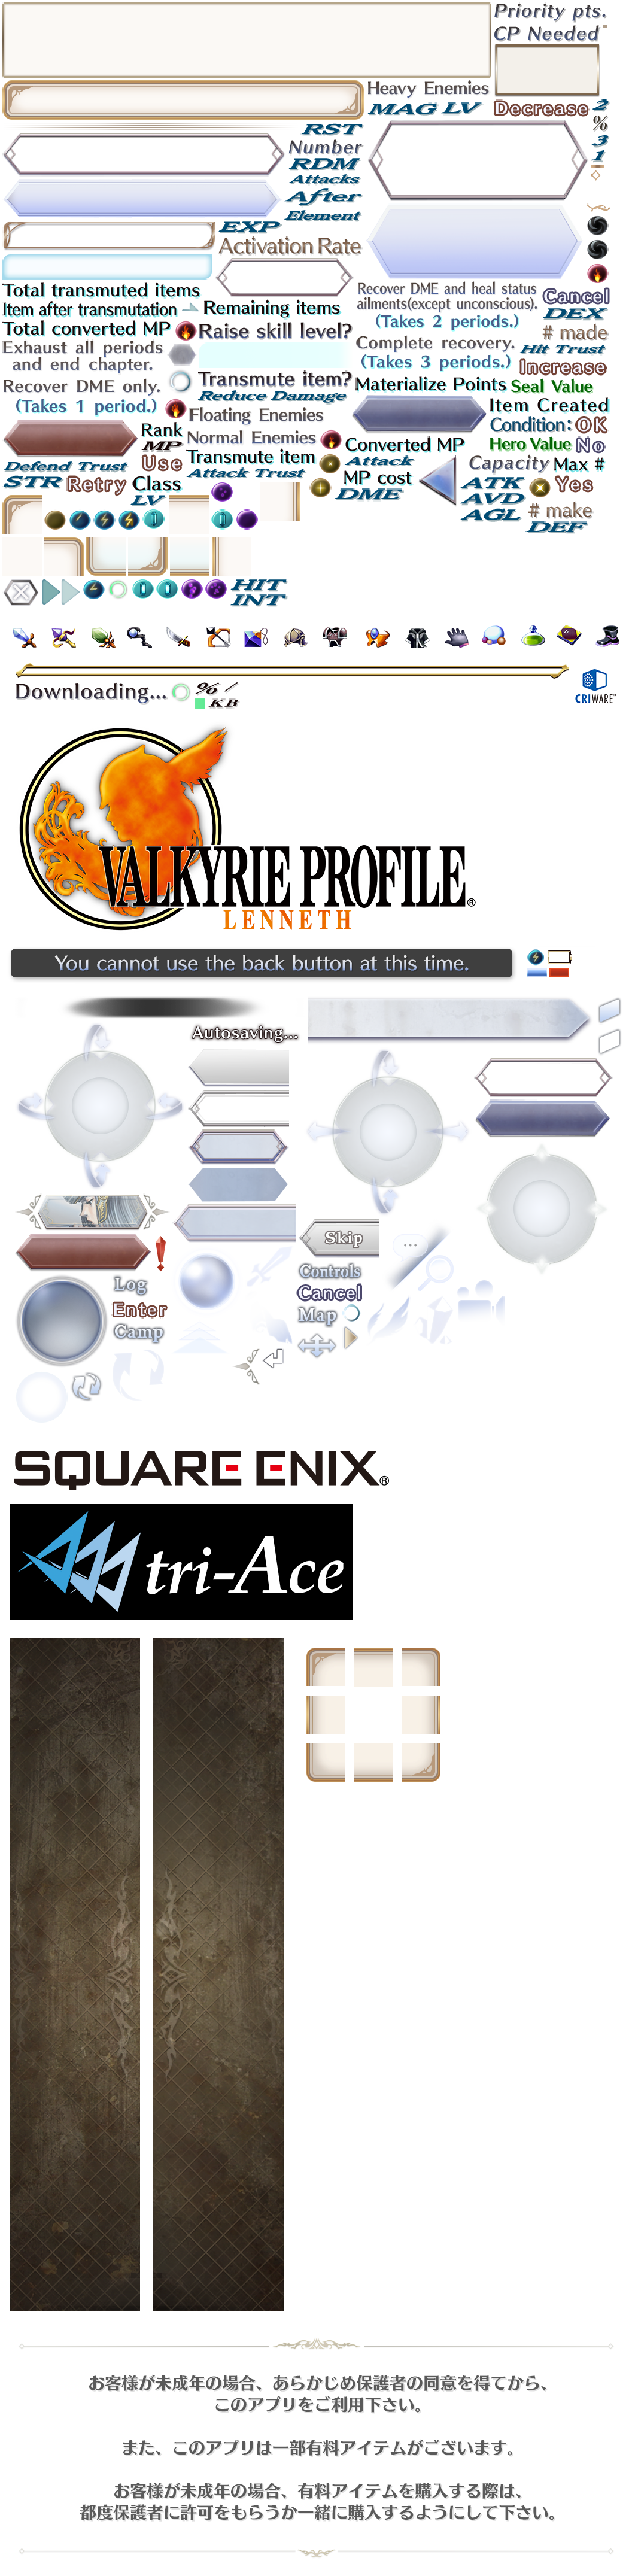 Priority pts.
CP Needed
Heavy Enemies
MAG LV
Decrease
2
%
3
1
RST
Number
RDM
Attacks
After
Element
EXP
Activation Rate
Total transmuted items
Item after transmutation
Remaining items
Total converted MP
Raise skill level?
Recover DME and heal status
ailments(except unconscious).
(Takes 2 periods.)
Cancel
DEX
# made
Exhaust all periods
and end chapter.
Complete recovery.
(Takes 3 periods.)
Hit Trust
Increase
Recover DME only.
(Takes 1 period.)
Transmute item?
Reduce Damage
Materialize Points
Seal Value
Floating Enemies
Item Created
Condition:
OK
Rank
MP
Normal Enemies
Converted MP
Hero Value
No
Defend Trust
Use
Transmute item
Attack
Capacity
Max #
STR
Retry
Class
Attack Trust
MP cost
DME
ATK
Yes
LV
AVD
AGL
# make
DEF
HIT
INT
Downloading...
% /
KB
CRIWARE
VALKYRIE PROFILE®
LENNETH
You cannot use the back button at this time.
Autosaving...
Skip
Log
Controls
Enter
Cancel
Camp
Map
SQUARE ENIX®
tri-Ace
お客様が未成年の場合、あらかじめ保護者の同意を得てから、
このアプリをご利用下さい。
また、このアプリは一部有料アイテムがございます。
お客様が未成年の場合、有料アイテムを購入する際は、
都度保護者に許可をもらうか一緒に購入するようにして下さい。